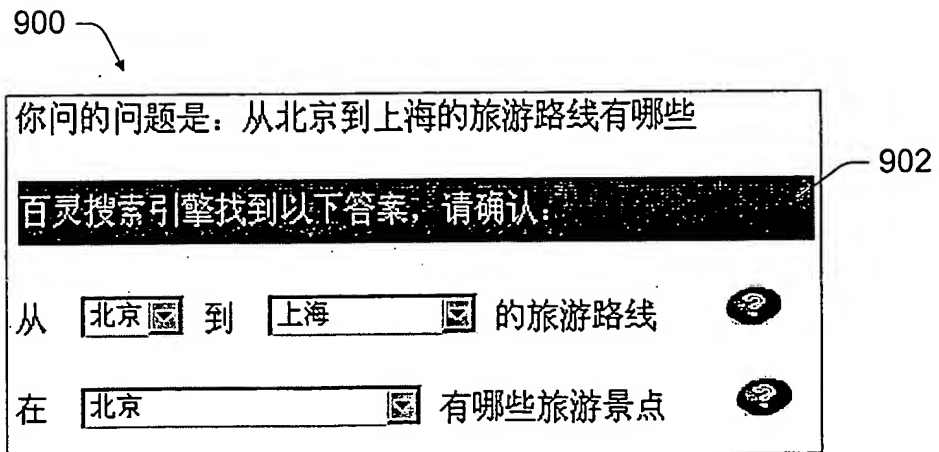 900
你问的问题是：从北京到上海的旅游路线有哪些
902
百灵搜索引擎找到以下答案，请确认：
从 北京 到 上海 的旅游路线
在 北京 有哪些旅游景点